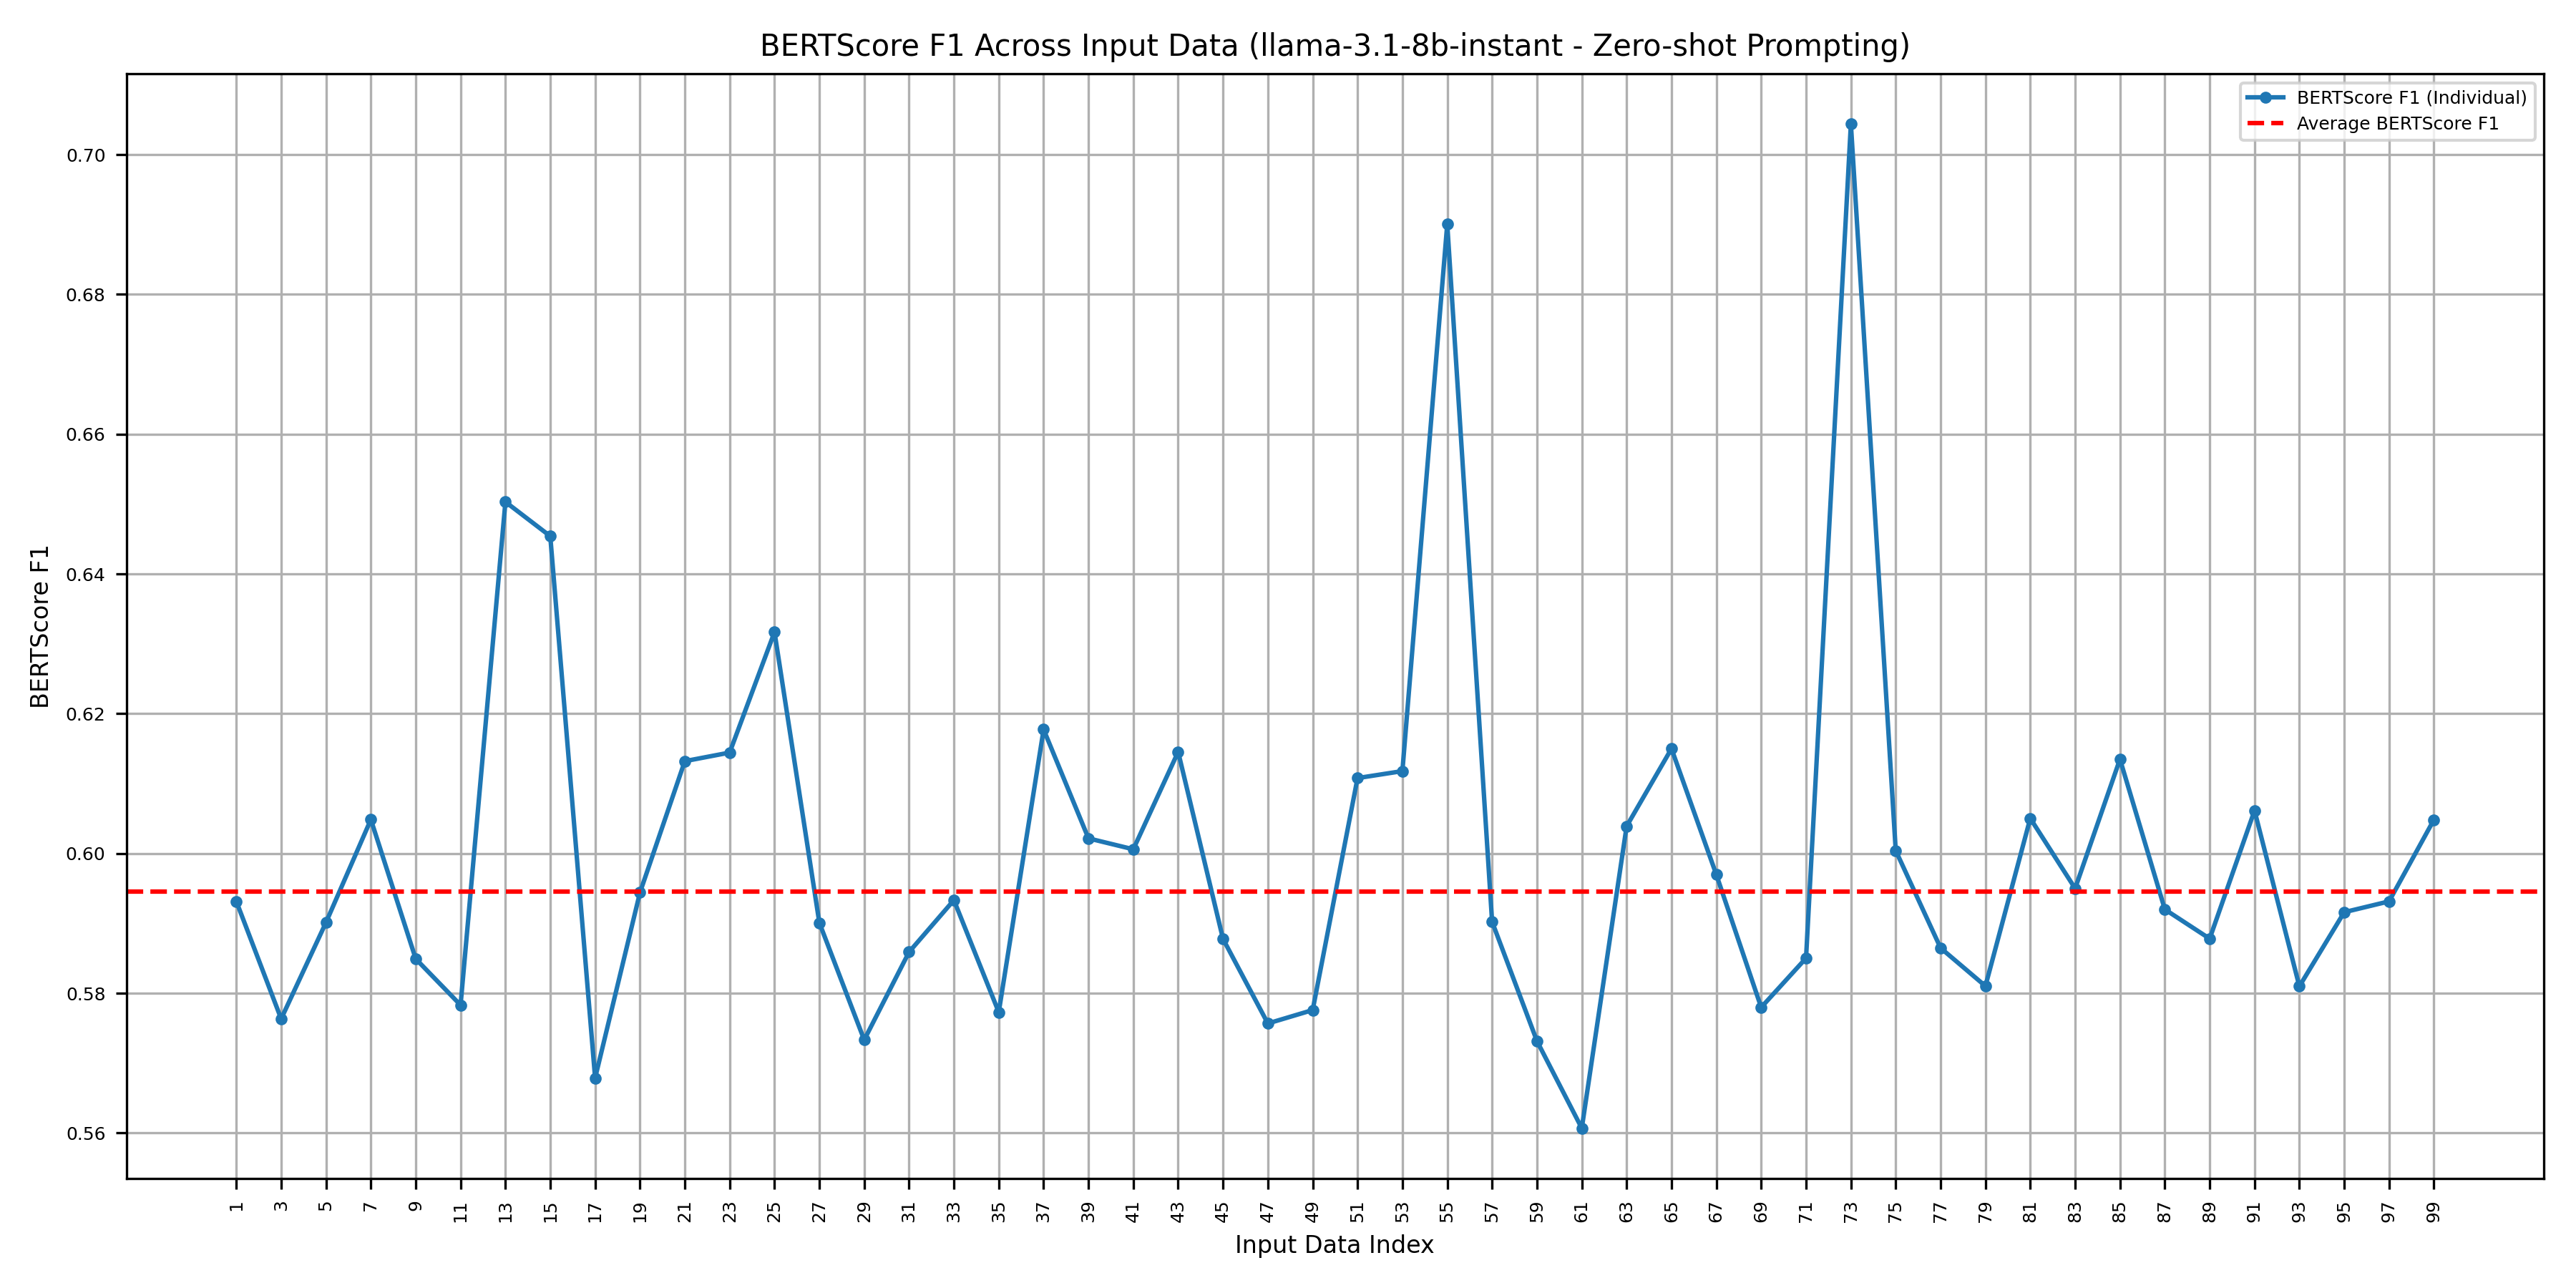 BERTScore F1 Across Input Data (llama-3.1-8b-instant - Zero-shot Prompting)
BERTScore F1 (Individual)
Average BERTScore F1
BERTScore F1
0.70
0.68
0.66
0.64
0.62
0.60
0.58
0.56
1 3 5 7 9 11 13 15 17 19 21 23 25 27 29 31 33 35 37 39 41 43 45 47 49 51 53 55 57 59 61 63 65 67 69 71 73 75 77 79 81 83 85 87 89 91 93 95 97 99
Input Data Index